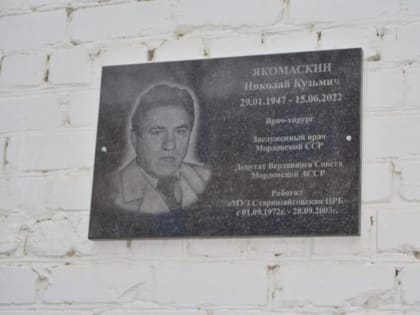 ЯКОМАСКИН
Николай Кузьмич
29.01.1947 - 15.06.2022
Врач-хирург
Заслуженный врач
Мордовской ССР
Депутат Верховного Совета
Мордовской АССР
Работал:
«МУЗ Старошайговская ЦРБ
с 01.09.1972г. - 28.09.2003г.